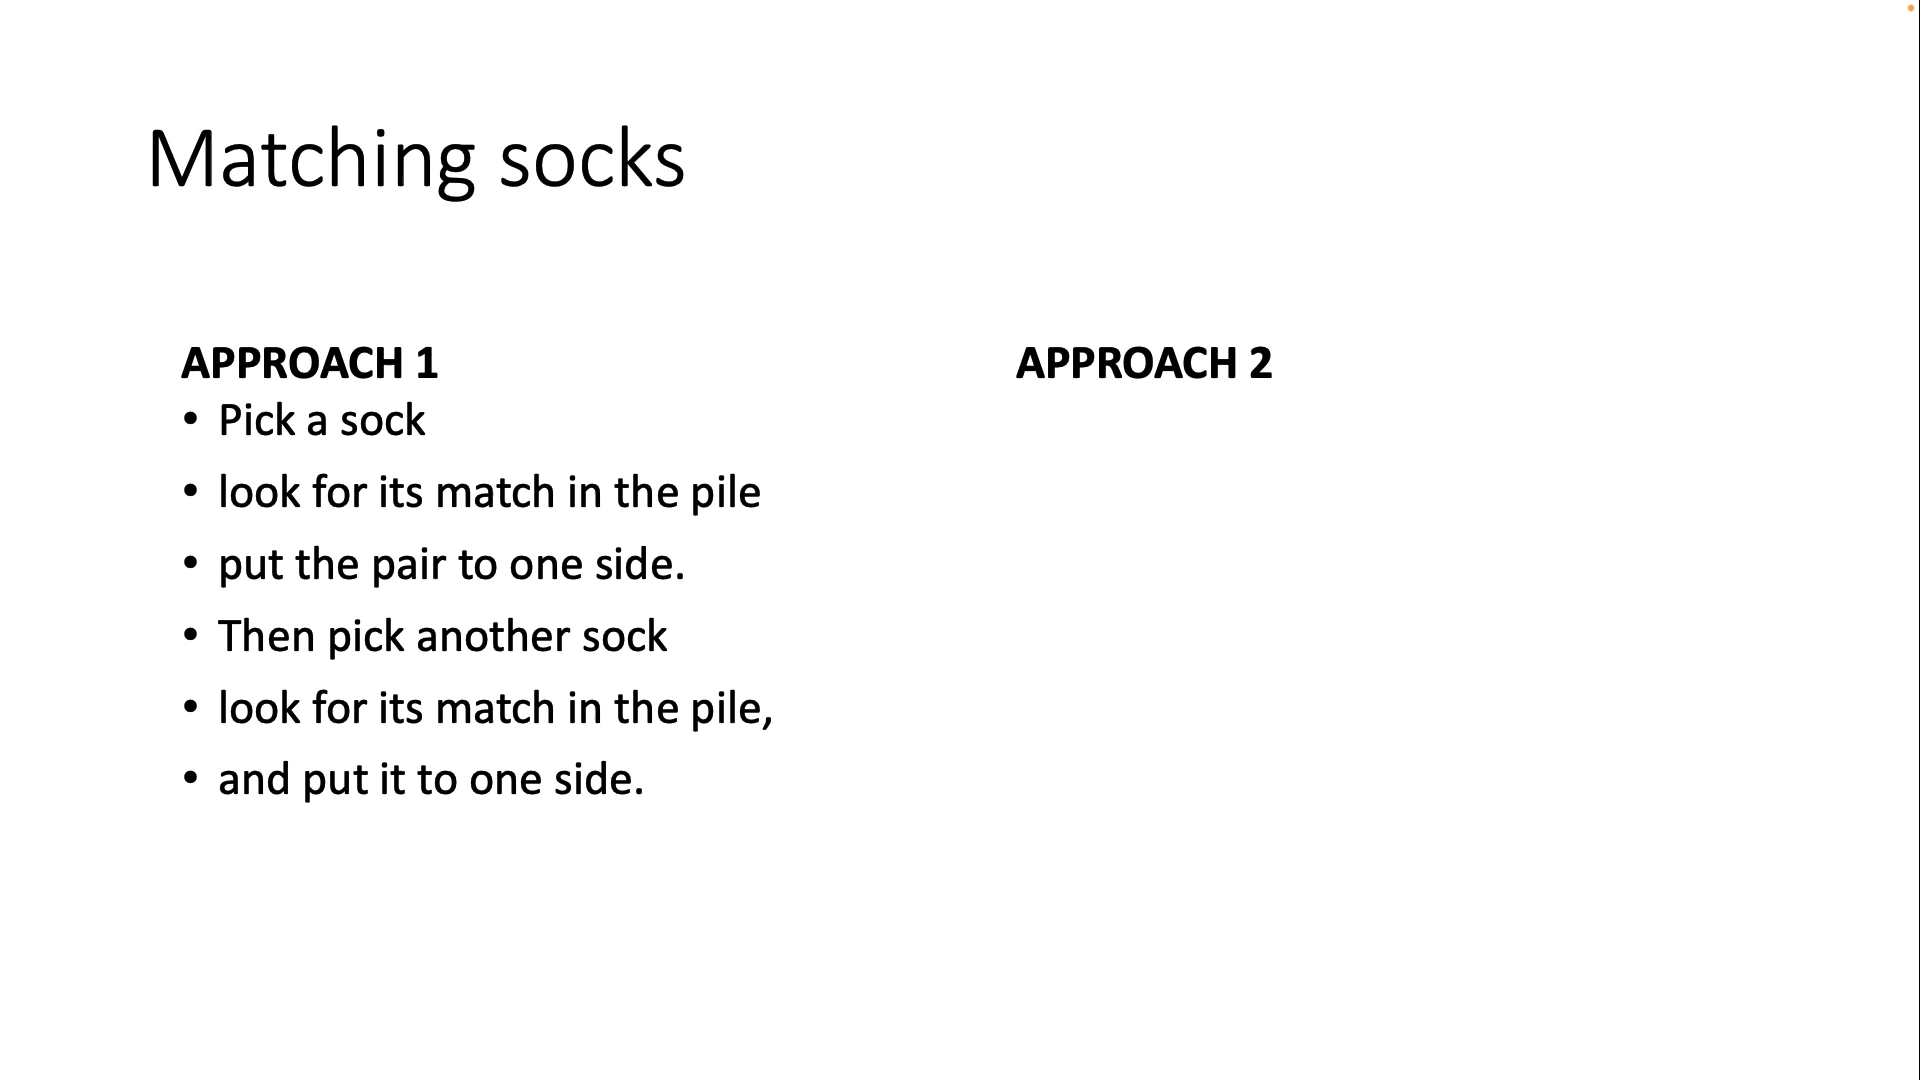 Matching socks
APPROACH 1
• Pick a sock
• look for its match in the pile
• put the pair to one side.
• Then pick another sock
• look for its match in the pile,
• and put it to one side.
APPROACH 2